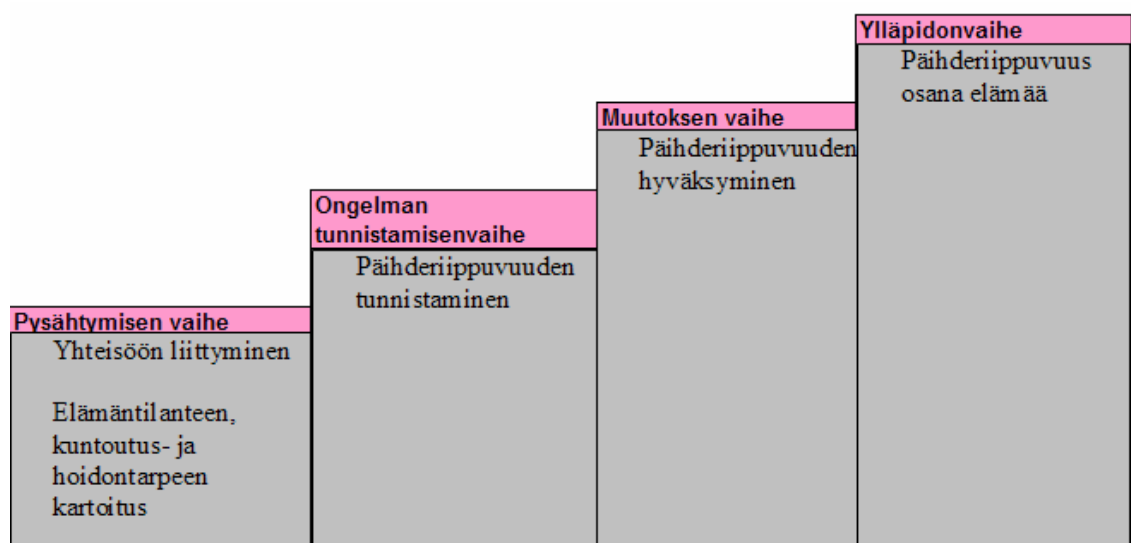 Pysähtymisen vaihe
Yhteisöön liittyminen
Elämäntilanteen,
kuntoutus- ja
hoidontarpeen
kartoitus
Ongelman
tunnistamisenvaihe
Päihderiippuvuuden
tunnistaminen
Muutoksen vaihe
Päihderiippuvuuden
hyväksyminen
Ylläpidonvaihe
Päihderiippuvuus
osana elämää